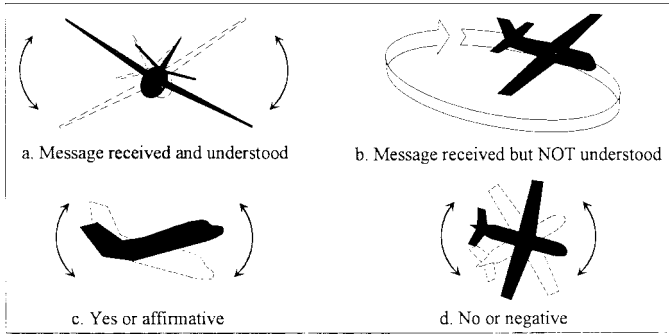 a. Message received and understood
b. Message received but NOT understood
c. Yes or affirmative
d. No or negative